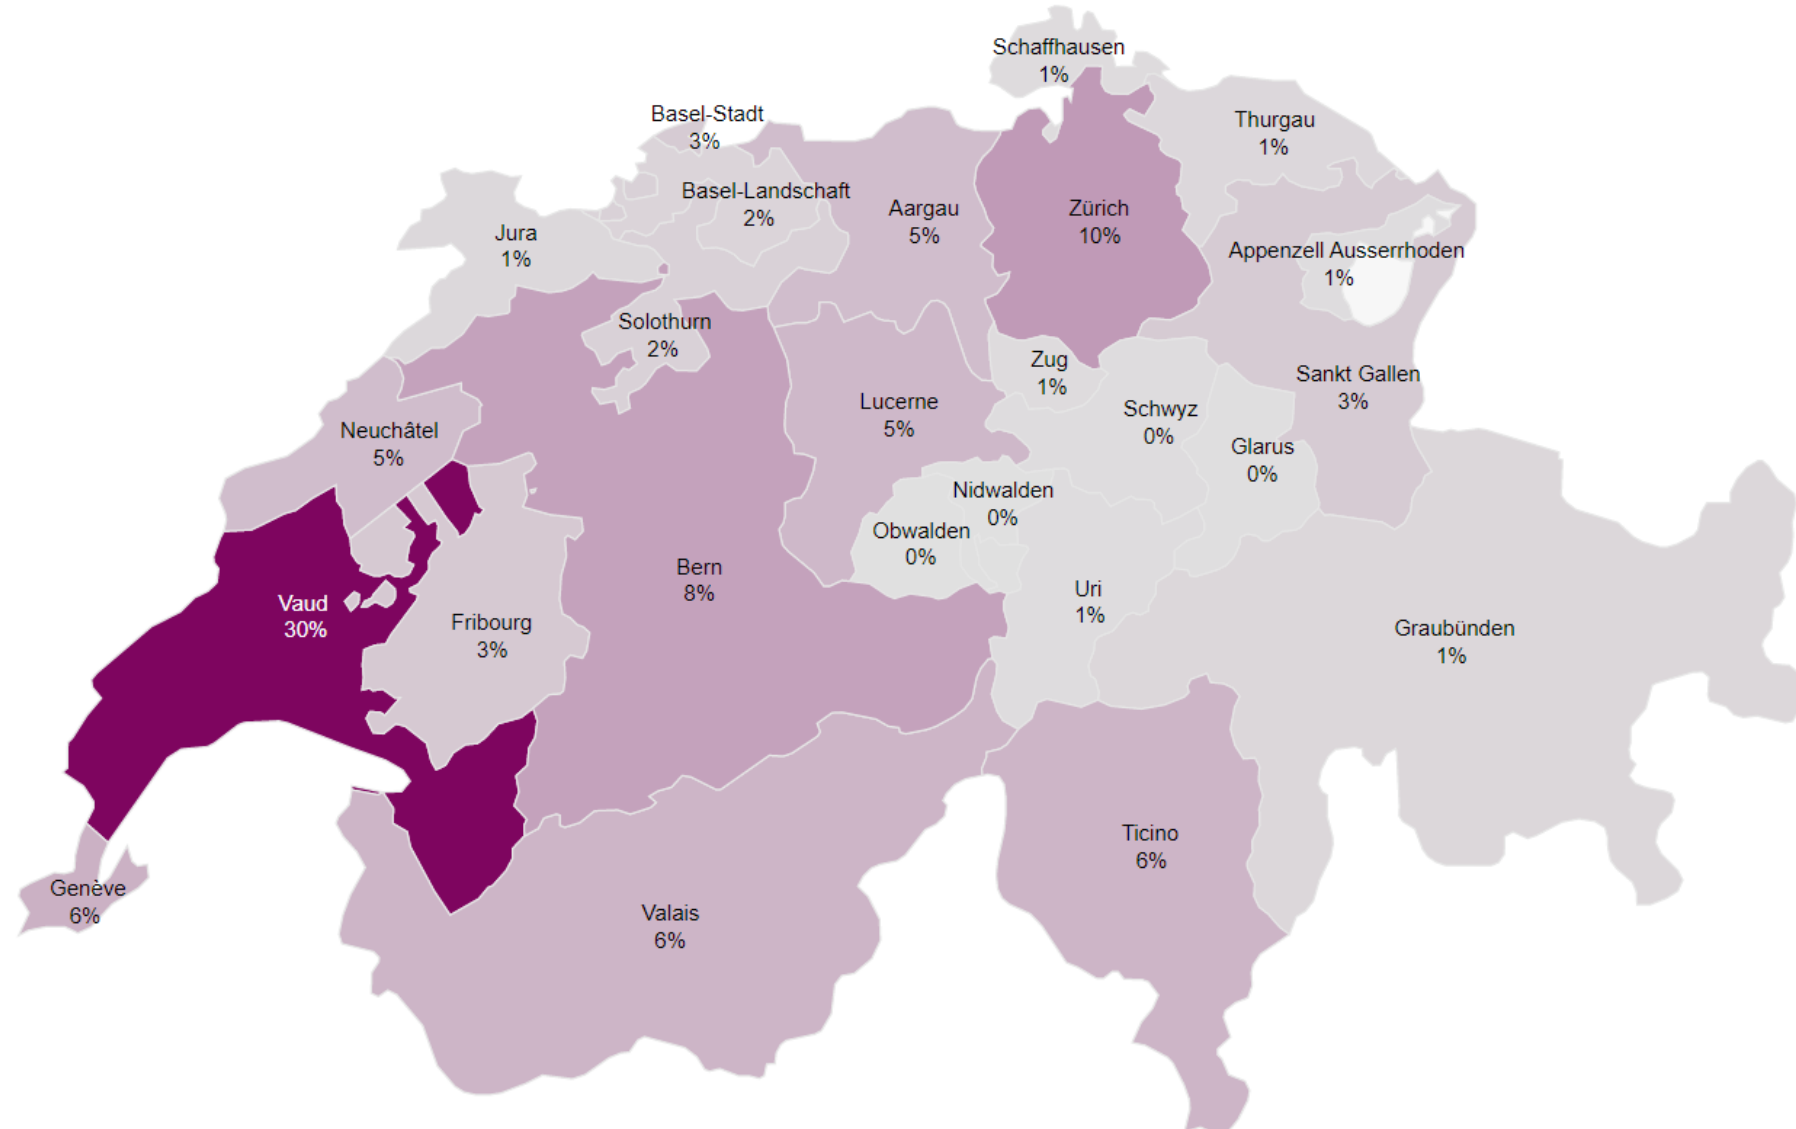 Schaffhausen
1%
Basel-Stadt
3%
Thurgau
1%
Basel-Landschaft
2%
Aargau
5%
Zürich
10%
Jura
1%
Appenzell Ausserrhoden
1%
Solothurn
2%
Zug
1%
Sankt Gallen
3%
Lucerne
5%
Schwyz
0%
Neuchâtel
5%
Glarus
0%
Nidwalden
0%
Obwalden
0%
Bern
8%
Uri
1%
Vaud
30%
Fribourg
3%
Graubünden
1%
Ticino
6%
Genève
6%
Valais
6%